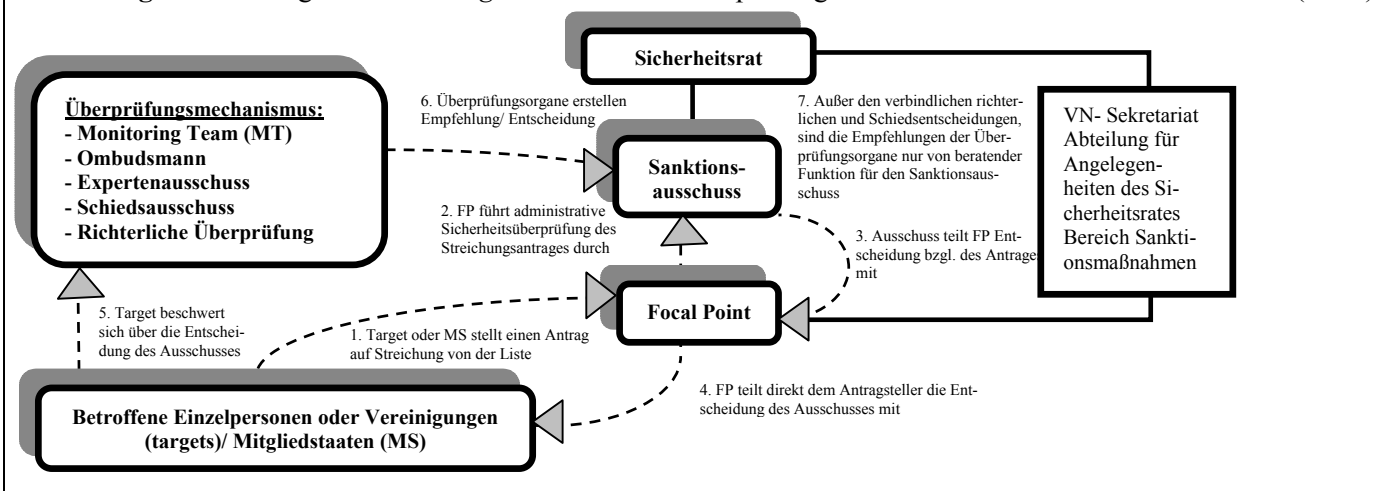 Sicherheitsrat
Überprüfungsmechanismus:
- Monitoring Team (MT)
- Ombudsmann
- Expertenausschuss
- Schiedsausschuss
- Richterliche Überprüfung
6. Überprüfungsorgane erstellen
Empfehlung/ Entscheidung
7. Außer den verbindlichen richter-
lichen und Schiedsentscheidungen,
sind die Empfehlungen der Über-
prüfungsorgane nur von beratender
Funktion für den Sanktionsaus-
schuss
VN- Sekretariat
Abteilung für
Angelegen-
heiten des Si-
cherheitsrates
Bereich Sankti-
onsmaßnahmen
Sanktions-
ausschuss
2. FP führt administrative
Sicherheitsüberprüfung des
Streichungsantrages durch
3. Ausschuss teilt FP Ent-
scheidung bzgl. des Antrages
mit
Focal Point
5. Target beschwert
sich über die Entschei-
dung des Ausschusses
1. Target oder MS stellt einen Antrag
auf Streichung von der Liste
4. FP teilt direkt dem Antragsteller die Ent-
scheidung des Ausschusses mit
Betroffene Einzelpersonen oder Vereinigungen
(targets)/ Mitgliedstaaten (MS)